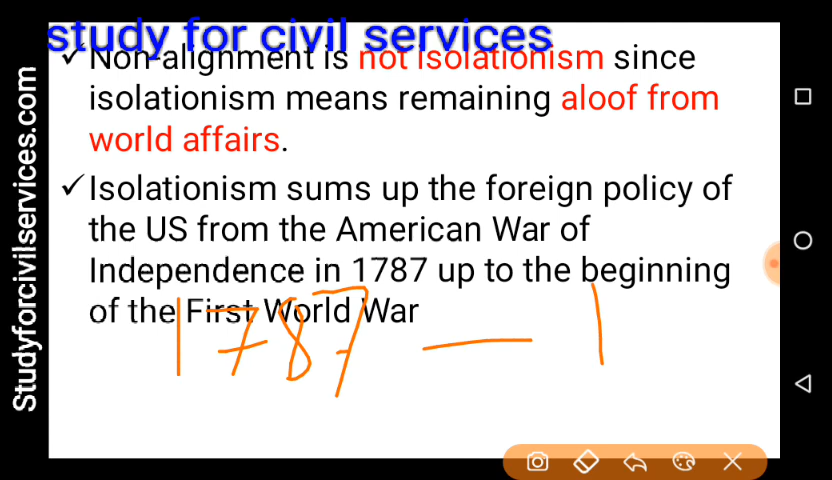 study for civil services
✓Non-alignment is not isolationism since
isolationism means remaining aloof from
world affairs.
✓Isolationism sums up the foreign policy of
the US from the American War of
Independence in 1787 up to the beginning
of the First World War
1787 — 1
Studyforcivilservices.com